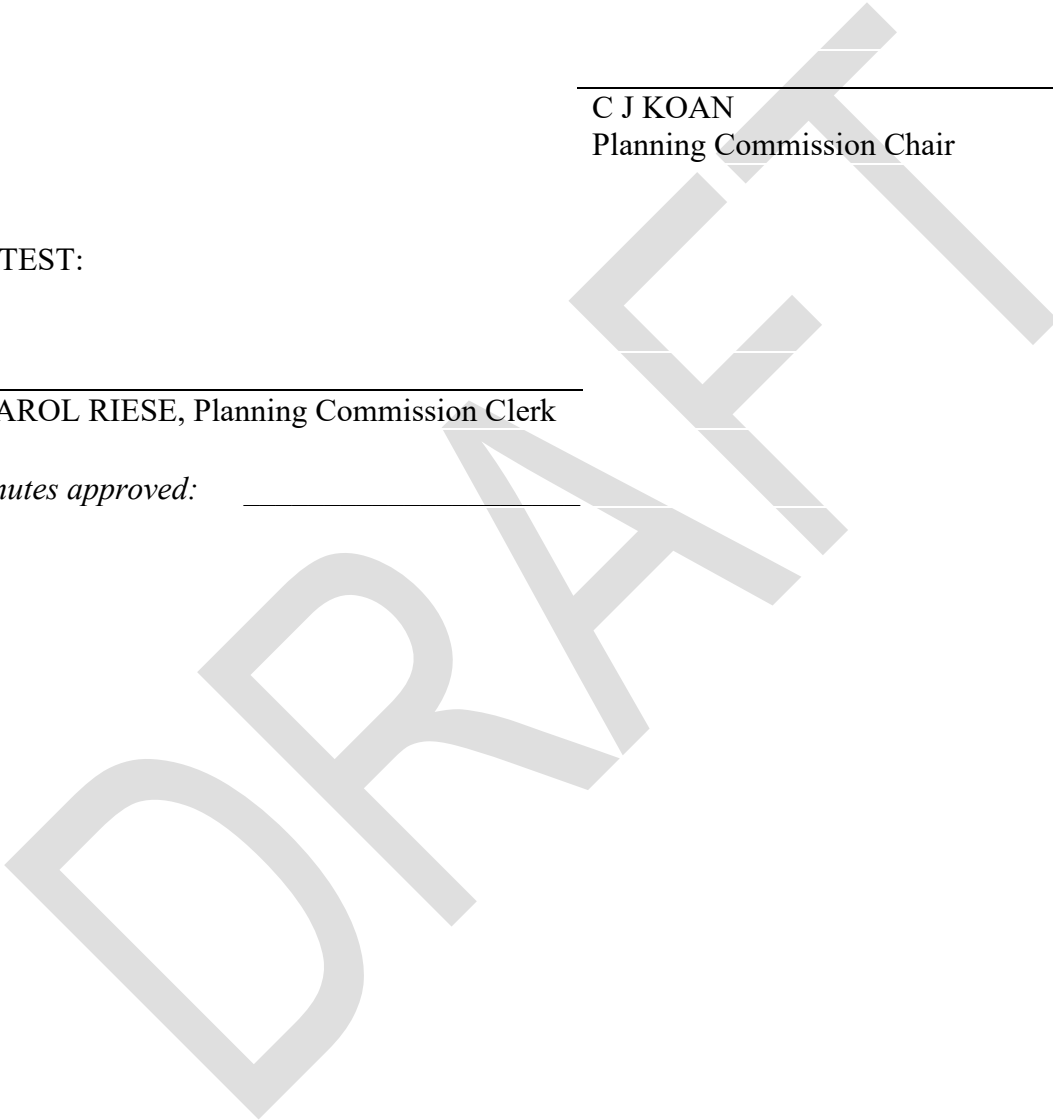 C J KOAN
Planning Commission Chair
TEST:
AROL RIESE, Planning Commission Clerk
nutes approved:
DRAFT